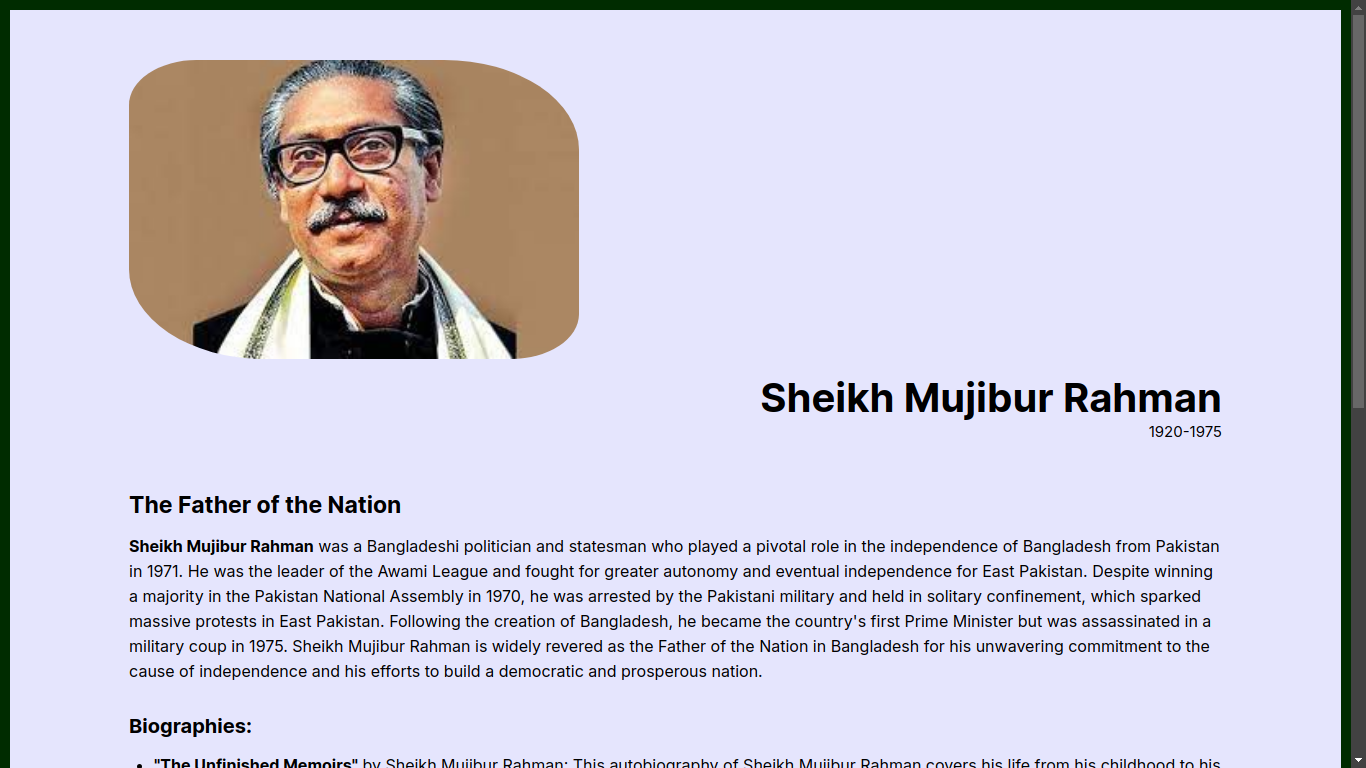 Sheikh Mujibur Rahman
1920-1975
The Father of the Nation
Sheikh Mujibur Rahman was a Bangladeshi politician and statesman who played a pivotal role in the independence of Bangladesh from Pakistan
in 1971. He was the leader of the Awami League and fought for greater autonomy and eventual independence for East Pakistan. Despite winning
a majority in the Pakistan National Assembly in 1970, he was arrested by the Pakistani military and held in solitary confinement, which sparked
massive protests in East Pakistan. Following the creation of Bangladesh, he became the country's first Prime Minister but was assassinated in a
military coup in 1975. Sheikh Mujibur Rahman is widely revered as the Father of the Nation in Bangladesh for his unwavering commitment to the
cause of independence and his efforts to build a democratic and prosperous nation.
Biographies:
• "The Unfinished Memoirs" by Sheikh Mujibur Rahman: This autobiography of Sheikh Mujibur Rahman covers his life from his childhood to his